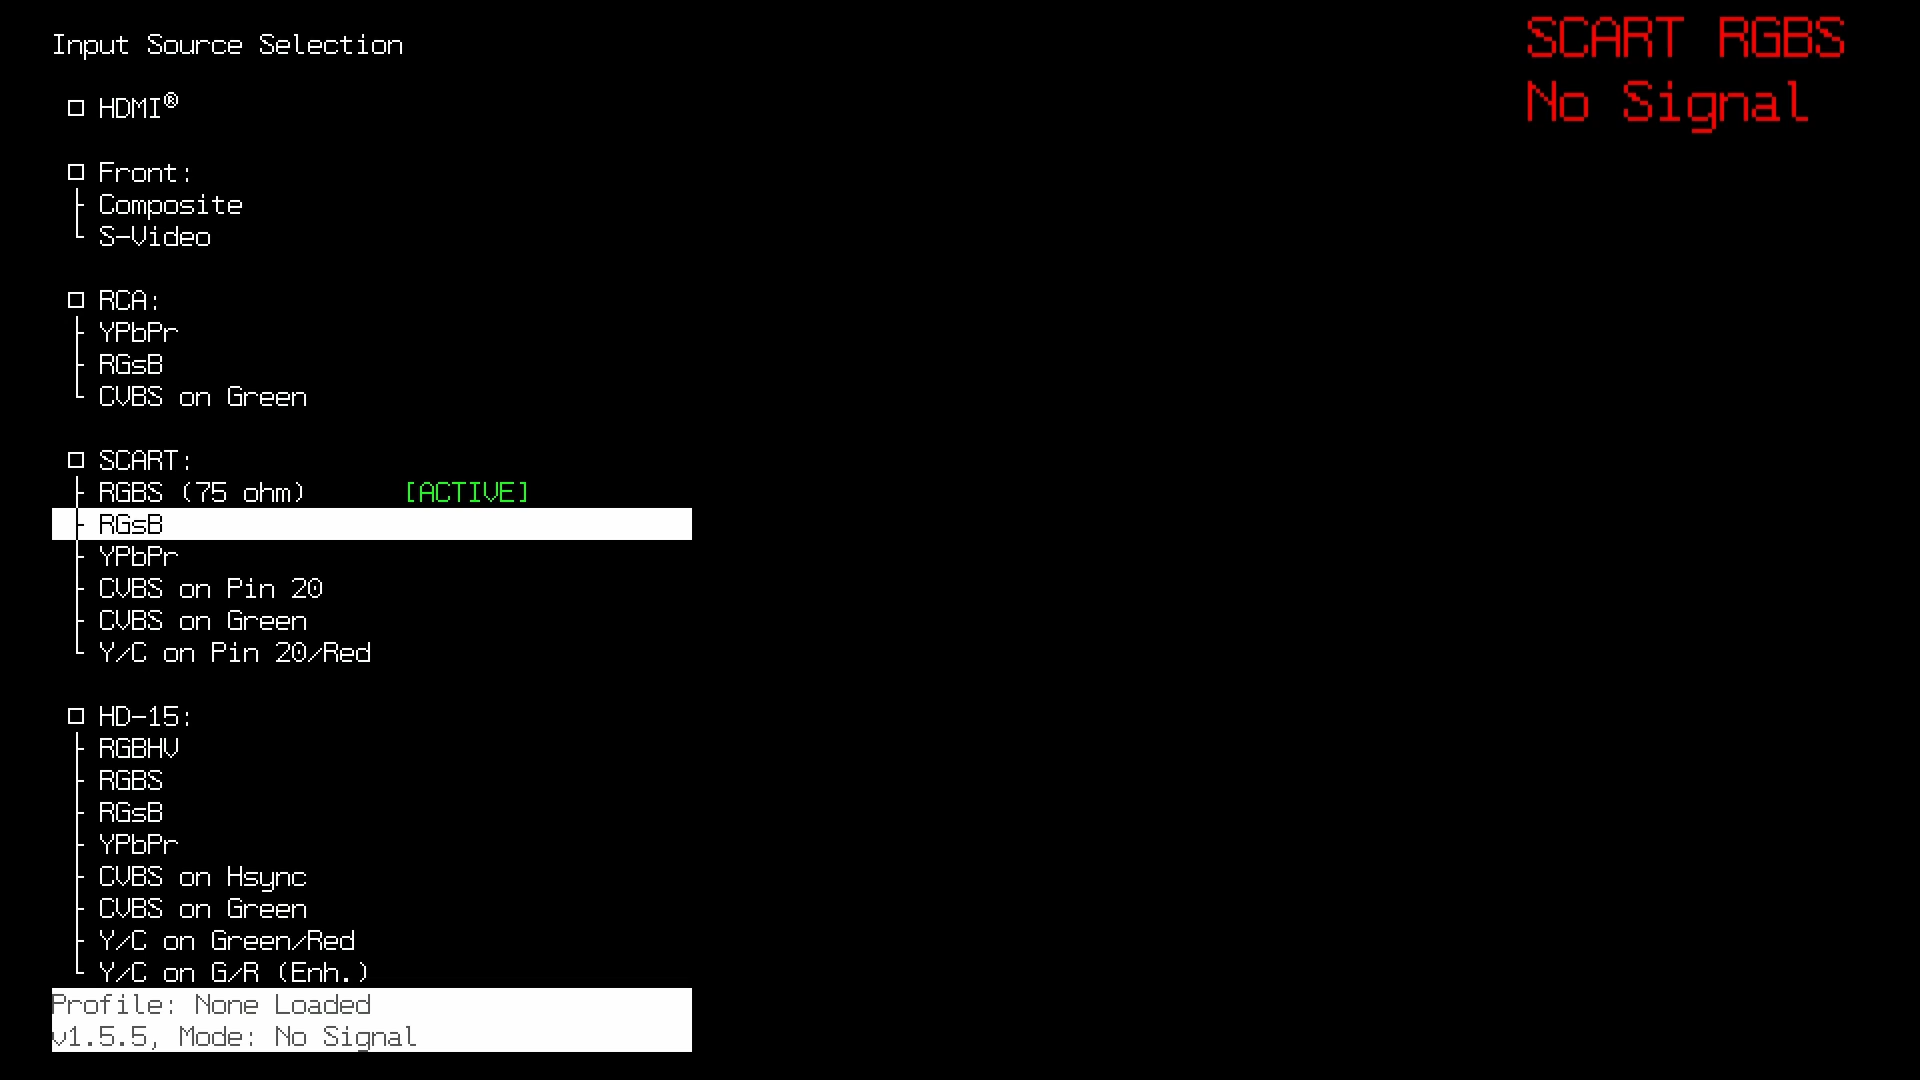 Input Source Selection
SCART RGBS
No Signal
HDMI®
Front:
Composite
S-Video
RCA:
YPbPr
RGsB
CVBS on Green
SCART:
RGBS (75 ohm) [ACTIVE]
RGsB
YPbPr
CVBS on Pin 20
CVBS on Green
Y/C on Pin 20/Red
HD-15:
RGBHV
RGBS
RGsB
YPbPr
CVBS on Hsync
CVBS on Green
Y/C on Green/Red
Y/C on G/R (Enh.)
Profile: None Loaded
v1.5.5, Mode: No Signal